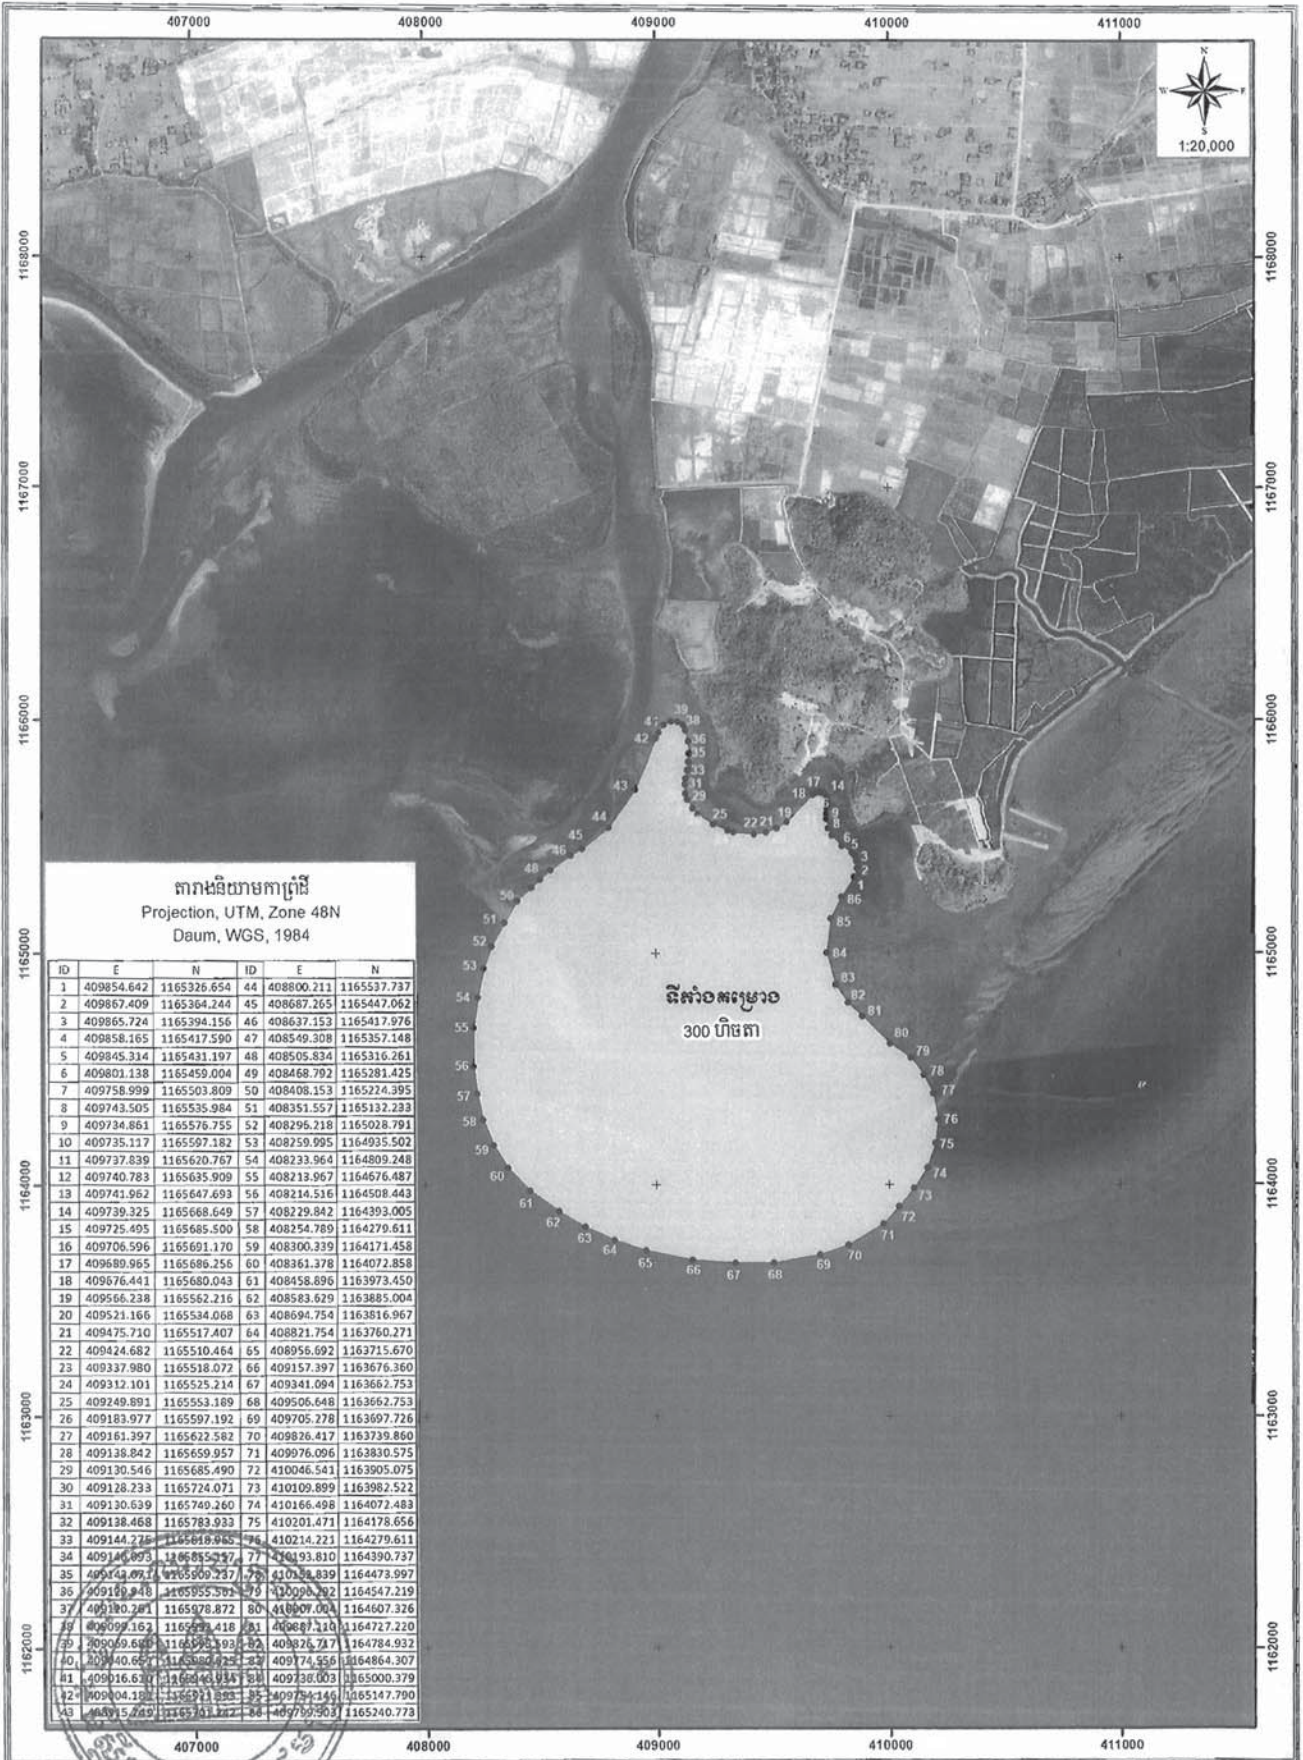 407000 408000 409000 410000 411000
N
W E
S
1:20,000
1168000 1168000
1167000 1167000
1166000 1166000
1165000 1165000
1164000 1164000
1163000 1163000
1162000 1162000
39
38
42
36
35
33
31
29
43
44
45
46
48
50
51
52
53
54
55
56
57
58
59
60
61
62
63
64
65
66
67
68
69
70
71
72
73
74
75
76
77
78
79
80
81
82
83
84
85
86
1
2
3
5
6
8
9
14
17
18
19
21
22
25
ទីតាំងគម្រោង
300 ហិចតា
តារាងនិយាមកាព្រំដី
Projection, UTM, Zone 48N
Daum, WGS, 1984
ID E N ID E N
1 409854.642 1165326.654 44 408800.211 1165537.737
2 409867.409 1165364.244 45 408687.265 1165447.062
3 409865.724 1165394.156 46 408637.153 1165417.976
4 409858.165 1165417.590 47 408549.308 1165357.148
5 409845.314 1165431.197 48 408505.834 1165316.261
6 409801.138 1165459.004 49 408468.792 1165281.425
7 409758.999 1165503.809 50 408408.153 1165224.395
8 409743.505 1165535.984 51 408351.557 1165132.233
9 409734.861 1165576.755 52 408296.218 1165028.791
10 409735.117 1165597.182 53 408259.995 1164935.502
11 409737.839 1165620.767 54 408233.964 1164809.248
12 409740.783 1165635.909 55 408213.967 1164676.487
13 409741.962 1165647.693 56 408214.516 1164508.443
14 409739.325 1165668.649 57 408229.842 1164393.005
15 409725.495 1165685.500 58 408254.789 1164279.611
16 409706.596 1165691.170 59 408300.339 1164171.458
17 409689.965 1165686.256 60 408361.378 1164072.858
18 409676.441 1165680.043 61 408458.896 1163973.450
19 409566.238 1165562.216 62 408583.629 1163885.004
20 409521.166 1165534.068 63 408694.754 1163816.967
21 409475.710 1165517.407 64 408821.754 1163760.271
22 409424.682 1165510.464 65 408956.692 1163715.670
23 409337.980 1165518.072 66 409157.397 1163676.360
24 409312.101 1165525.214 67 409341.094 1163662.753
25 409249.891 1165553.189 68 409506.648 1163662.753
26 409183.977 1165597.192 69 409705.278 1163697.726
27 409161.397 1165622.582 70 409826.417 1163739.860
28 409138.842 1165659.957 71 409976.096 1163830.575
29 409130.546 1165685.490 72 410046.541 1163905.075
30 409128.233 1165724.071 73 410109.899 1163982.522
31 409130.639 1165749.260 74 410166.498 1164072.483
32 409138.468 1165783.933 75 410201.471 1164178.656
33 409144.275 1165818.965 76 410214.221 1164279.611
34 77 410193.810 1164390.737
35 1164473.997
36 1164547.219
37 1165978.872 80 1164607.326
38 1164727.220
39 1164784.932
40 409774.556 1164864.307
41 1165000.379
42 1165147.790
43 86 1165240.773
407000 408000 409000 410000 411000